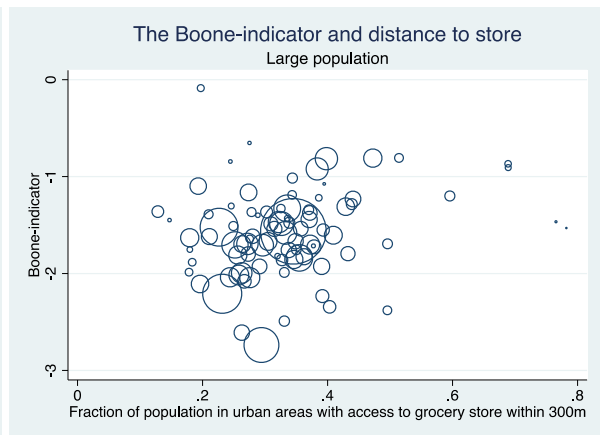 The Boone-indicator and distance to store
Large population
0
-1
-2
-3
Boone-indicator
0 .2 .4 .6 .8
Fraction of population in urban areas with access to grocery store within 300m